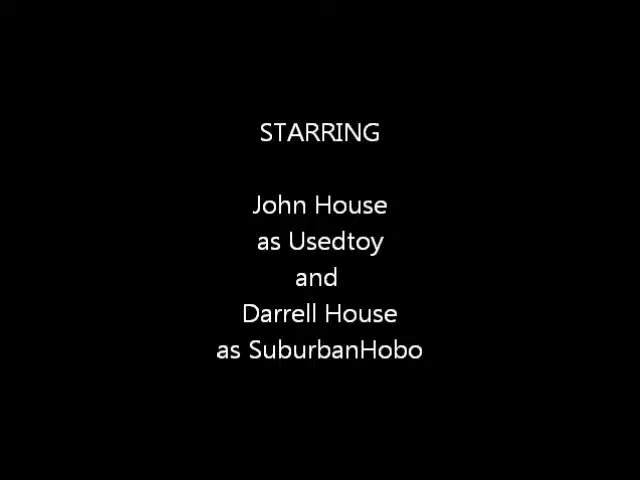 STARRING
John House
as Usedtoy
and
Darrell House
as SuburbanHobo